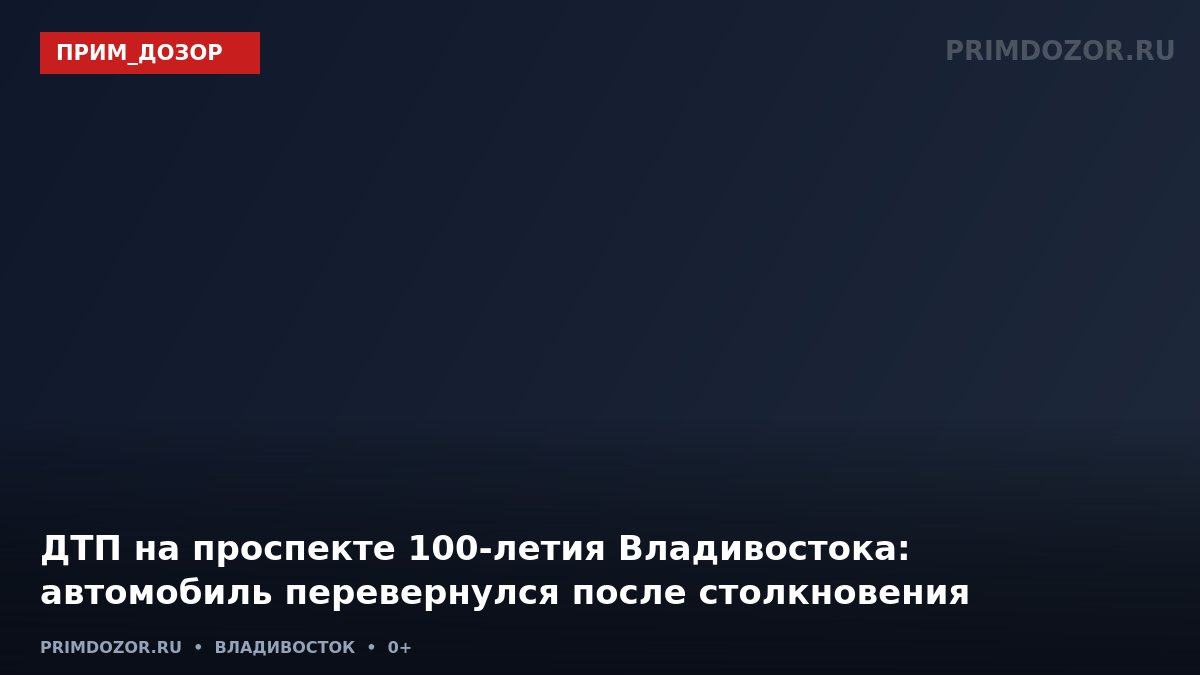 ПРИМ_ДОЗОР
PRIMDOZOR.RU
ДТП на проспекте 100-летия Владивостока:
автомобиль перевернулся после столкновения
PRIMDOZOR.RU • ВЛАДИВОСТОК • 0+